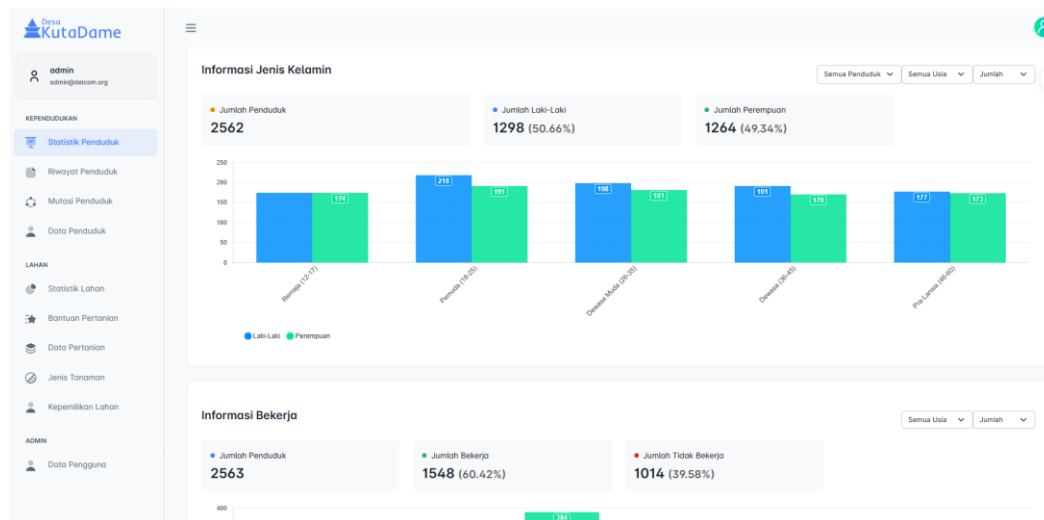 Desa
KutaDame
admin
admin@delcom.org
KEPENDUDUKAN
Statistik Penduduk
Riwayat Penduduk
Mutasi Penduduk
Data Penduduk
LAHAN
Statistik Lahan
Bantuan Pertanian
Data Pertanian
Jenis Tanaman
Kepemilikan Lahan
ADMIN
Data Pengguna
Informasi Jenis Kelamin
Semua Penduduk Semua Usia Jumlah
Jumlah Penduduk
2562
Jumlah Laki-Laki
1298 (50.66%)
Jumlah Perempuan
1264 (49.34%)
250
200
150
100
50
0
174
218 191
198 181
191 170
177 173
Remaja (12-17)
Pemuda (18-25)
Dewasa Muda (26-35)
Dewasa (36-45)
Pra-Lansia (46-60)
Laki-Laki Perempuan
Informasi Bekerja
Semua Usia Jumlah
Jumlah Penduduk
2563
Jumlah Bekerja
1548 (60.42%)
Jumlah Tidak Bekerja
1014 (39.58%)
400
384